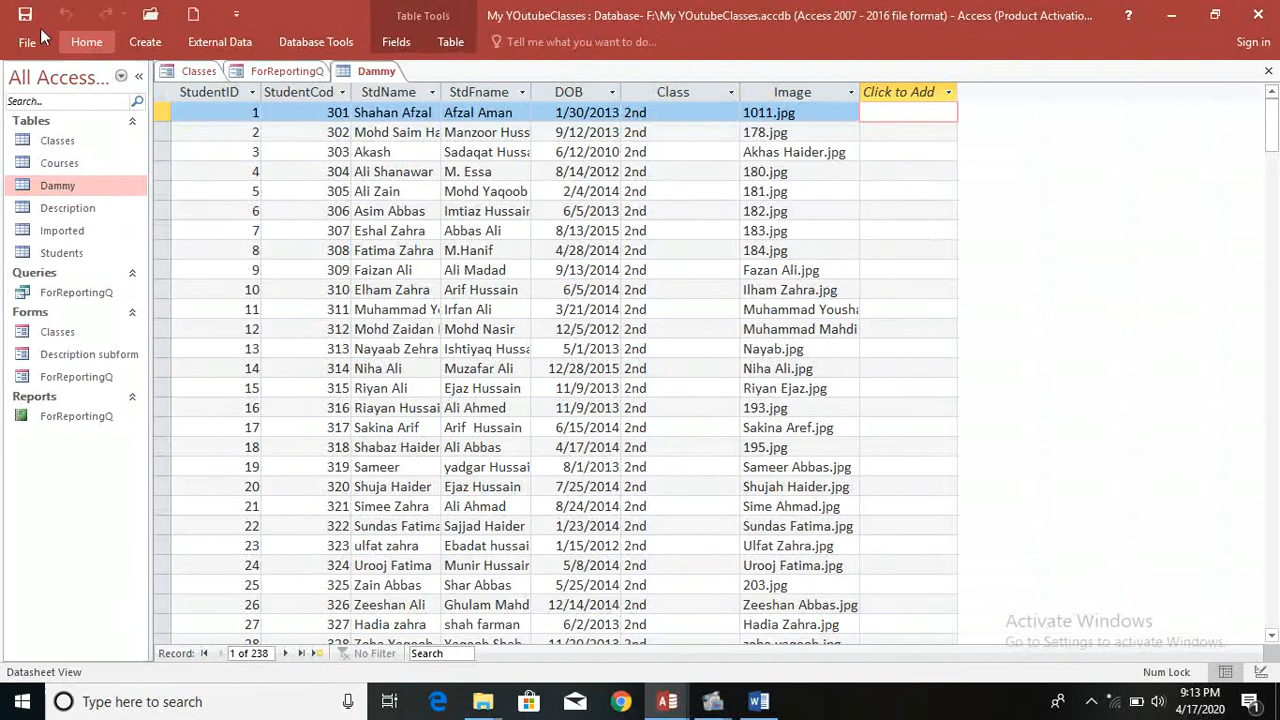 Table Tools
My YOutubeClasses : Database- F:\My YOutubeClasses.accdb (Access 2007 - 2016 file format) - Access (Product Activatio...
?
File Home Create External Data Database Tools Fields Table Tell me what you want to do... Sign in
All Access... «
Search...
Tables
Classes
Courses
Dammy
Description
Imported
Students
Queries
ForReportingQ
Forms
Classes
Description subform
ForReportingQ
Reports
ForReportingQ
Classes ForReportingQ Dammy
StudentID StudentCod StdName StdFname DOB Class Image Click to Add
1 301 Shahan Afzal Afzal Aman 1/30/2013 2nd 1011.jpg
2 302 Mohd Saim Ha Manzoor Huss 9/12/2013 2nd 178.jpg
3 303 Akash Sadaqat Hussa 6/12/2010 2nd Akhas Haider.jpg
4 304 Ali Shanawar M. Essa 8/14/2012 2nd 180.jpg
5 305 Ali Zain Mohd Yaqoob 2/4/2014 2nd 181.jpg
6 306 Asim Abbas Imtiaz Hussain 6/5/2013 2nd 182.jpg
7 307 Eshal Zahra Abbas Ali 8/13/2015 2nd 183.jpg
8 308 Fatima Zahra M.Hanif 4/28/2014 2nd 184.jpg
9 309 Faizan Ali Ali Madad 9/13/2014 2nd Fazan Ali.jpg
10 310 Elham Zahra Arif Hussain 6/5/2014 2nd Ilham Zahra.jpg
11 311 Muhammad Yo Irfan Ali 3/21/2014 2nd Muhammad Yousha
12 312 Mohd Zaidan Mohd Nasir 12/5/2012 2nd Muhammad Mahdi
13 313 Nayaab Zehra Ishtiyaq Hussa 5/1/2013 2nd Nayab.jpg
14 314 Niha Ali Muzafar Ali 12/28/2015 2nd Niha Ali.jpg
15 315 Riyan Ali Ejaz Hussain 11/9/2013 2nd Riyan Ejaz.jpg
16 316 Riayan Hussai Ali Ahmed 11/9/2013 2nd 193.jpg
17 317 Sakina Arif Arif Hussain 6/15/2014 2nd Sakina Aref.jpg
18 318 Shabaz Haider Ali Abbas 4/17/2014 2nd 195.jpg
19 319 Sameer yadgar Hussai 8/1/2013 2nd Sameer Abbas.jpg
20 320 Shuja Haider Ejaz Hussain 7/25/2014 2nd Shujah Haider.jpg
21 321 Simee Zahra Ali Ahmad 8/24/2014 2nd Sime Ahmad.jpg
22 322 Sundas Fatima Sajjad Haider 1/23/2014 2nd Sundas Fatima.jpg
23 323 ulfat zahra Ebadat hussai 1/15/2012 2nd Ulfat Zahra.jpg
24 324 Urooj Fatima Munir Hussain 5/8/2014 2nd Urooj Fatima.jpg
25 325 Zain Abbas Shar Abbas 5/25/2014 2nd 203.jpg
26 326 Zeeshan Ali Ghulam Mahd 12/14/2014 2nd Zeeshan Abbas.jpg
27 327 Hadia zahra shah farman 6/2/2013 2nd Hadia Zahra.jpg
28 328 Zeba Yaqoob Yaqoob Shah 11/20/2013 2nd zeba yaqoob.jpg
Activate Windows
Go to Settings to activate Windows.
Record: 1 of 238 No Filter Search
Datasheet View Num Lock
Type here to search
9:13 PM
4/17/2020
1